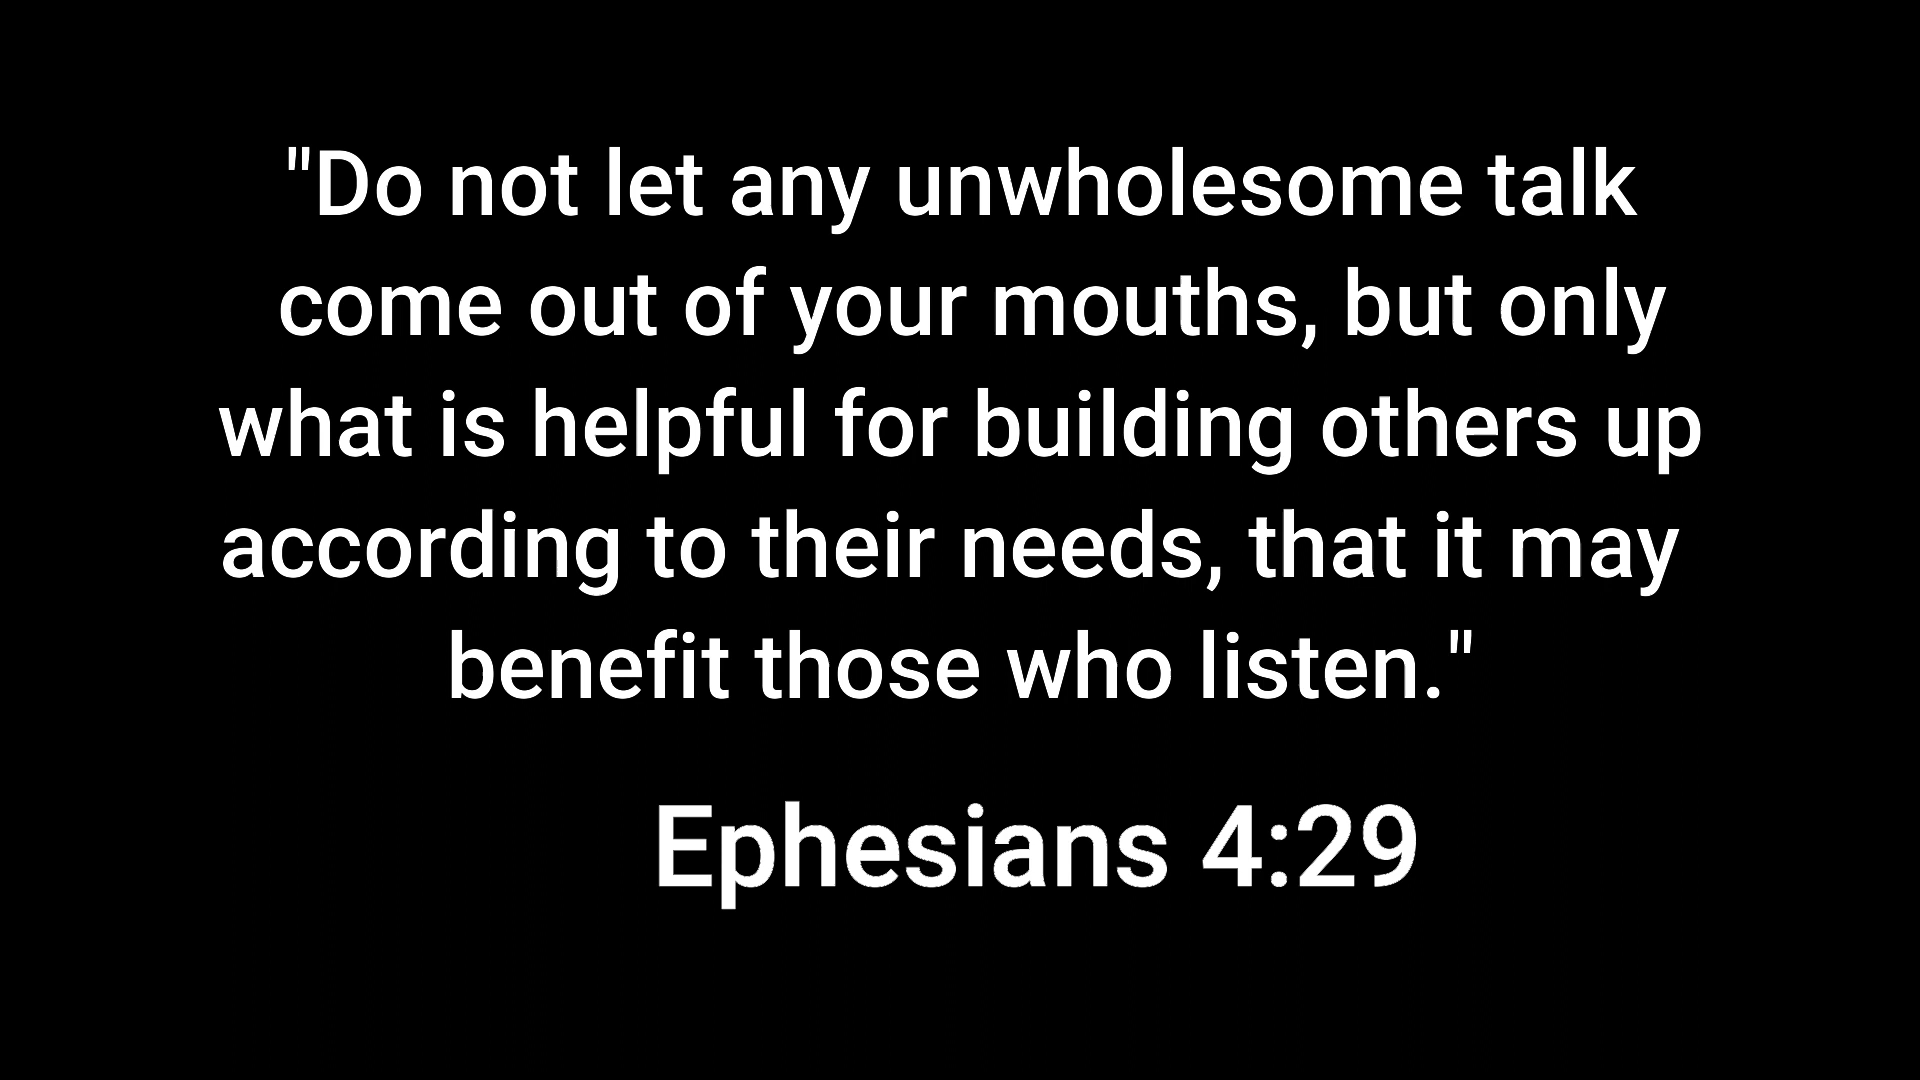 "Do not let any unwholesome talk
come out of your mouths, but only
what is helpful for building others up
according to their needs, that it may
benefit those who listen."
Ephesians 4:29